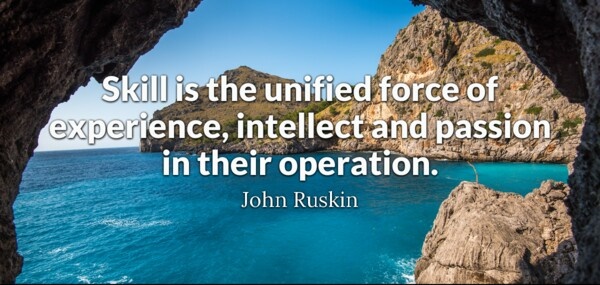 Skill is the unified force of
experience, intellect and passion
in their operation.
John Ruskin